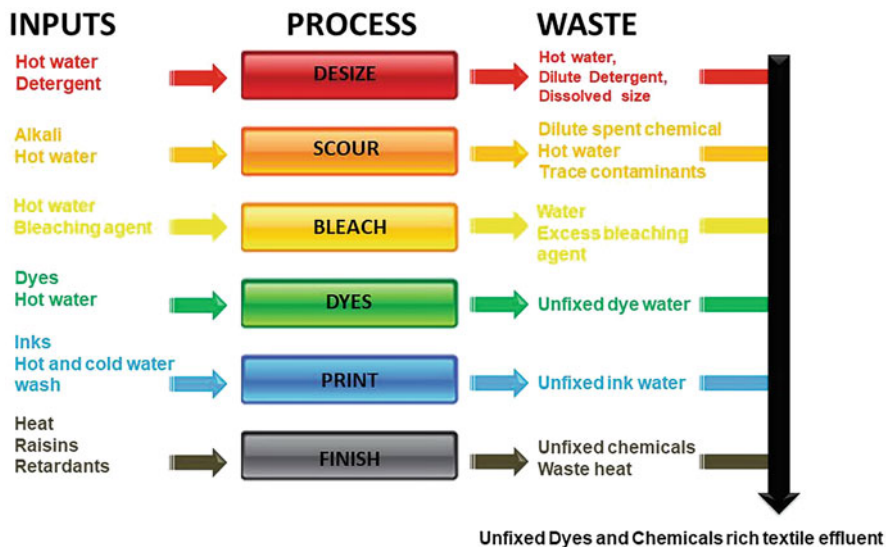 INPUTS PROCESS WASTE
Hot water
Detergent
DESIZE
Hot water,
Dilute Detergent,
Dissolved size
Alkali
Hot water
SCOUR
Dilute spent chemical
Hot water
Trace contaminants
Hot water
Bleaching agent
BLEACH
Water
Excess bleaching
agent
Dyes
Hot water
DYES
Unfixed dye water
Inks
Hot and cold water
wash
PRINT
Unfixed ink water
Heat
Raisins
Retardants
FINISH
Unfixed chemicals
Waste heat
Unfixed Dyes and Chemicals rich textile effluent